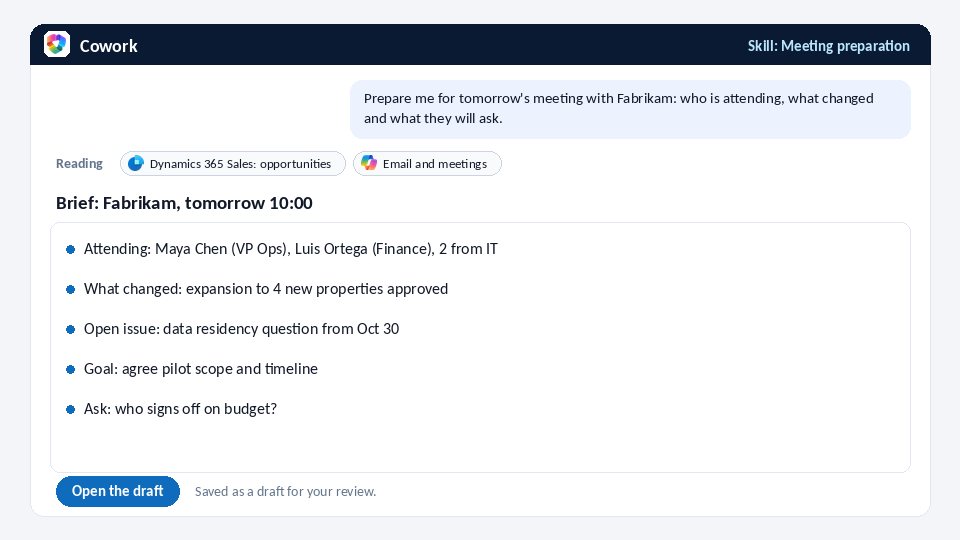 Cowork
Skill: Meeting preparation
Prepare me for tomorrow's meeting with Fabrikam: who is attending, what changed
and what they will ask.
Reading
Dynamics 365 Sales: opportunities
Email and meetings
Brief: Fabrikam, tomorrow 10:00
Attending: Maya Chen (VP Ops), Luis Ortega (Finance), 2 from IT
What changed: expansion to 4 new properties approved
Open issue: data residency question from Oct 30
Goal: agree pilot scope and timeline
Ask: who signs off on budget?
Open the draft
Saved as a draft for your review.